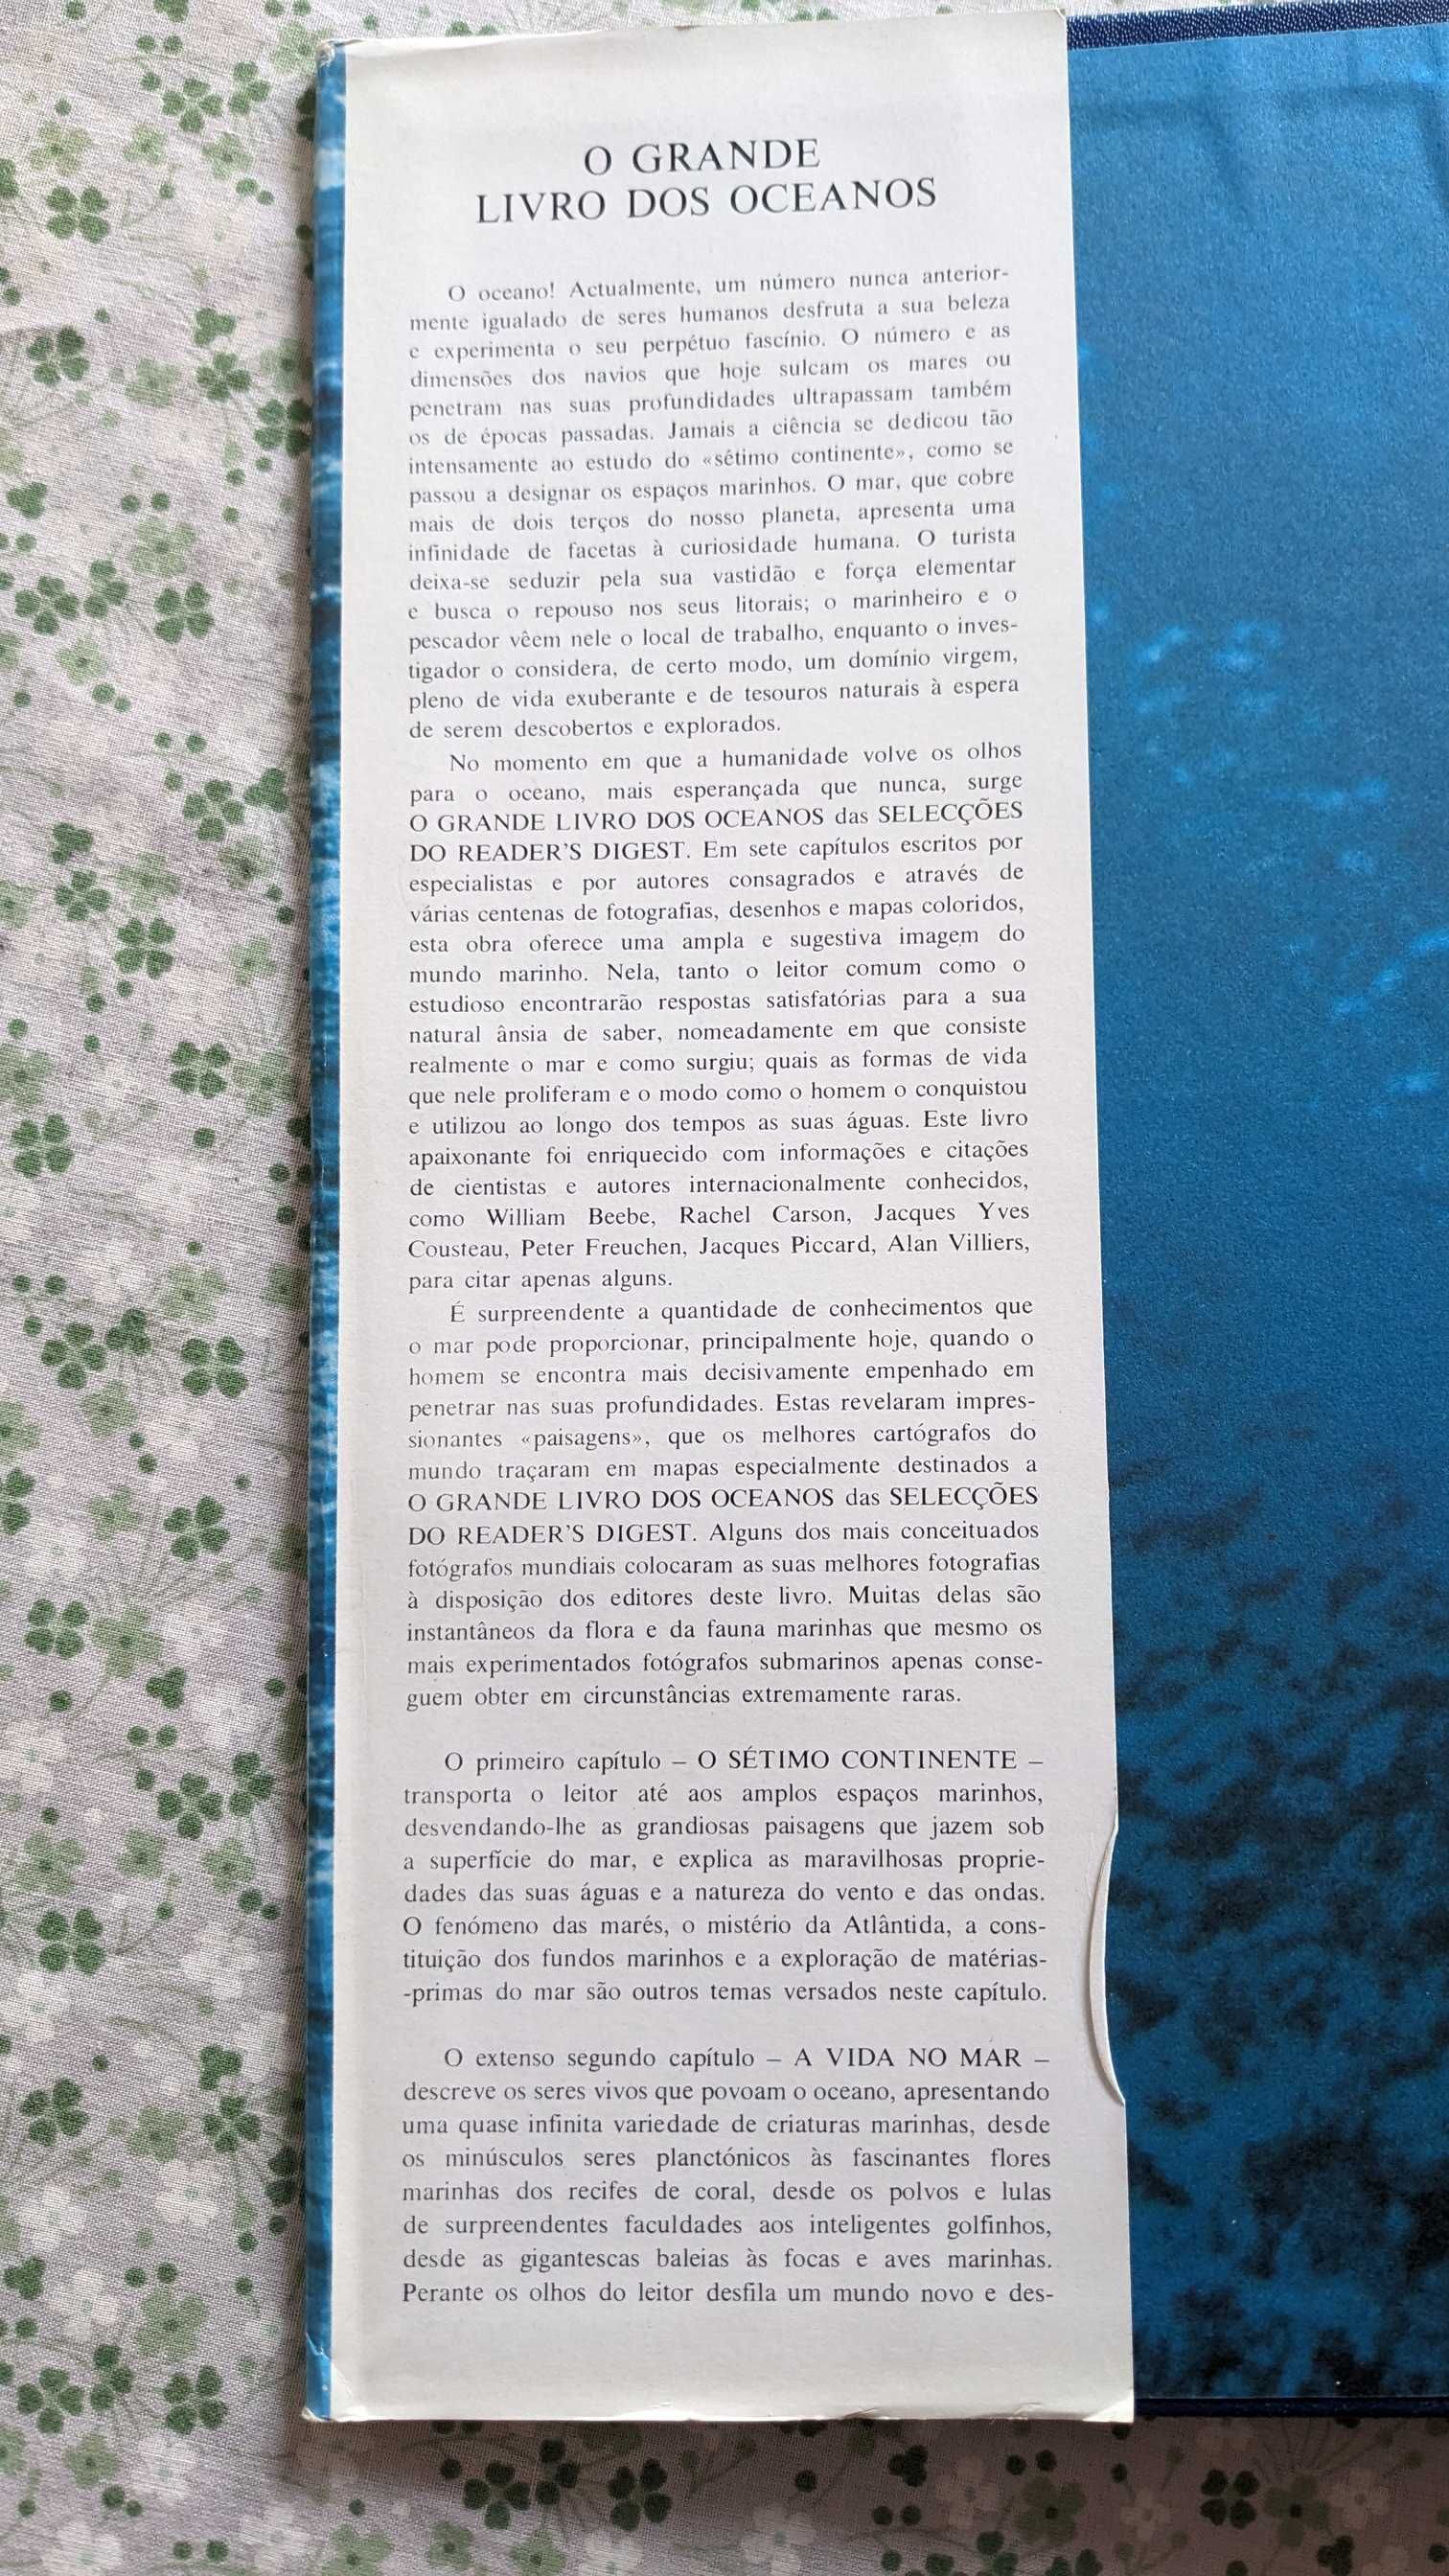 O GRANDE
LIVRO DOS OCEANOS
O oceano! Actualmente, um número nunca anterior-
mente igualado de seres humanos desfruta a sua beleza
e experimenta o seu perpétuo fascínio. O número e as
dimensões dos navios que hoje sulcam os mares ou
penetram nas suas profundidades ultrapassam também
os de épocas passadas. Jamais a ciência se dedicou tão
intensamente ao estudo do «sétimo continente», como se
passou a designar os espaços marinhos. O mar, que cobre
mais de dois terços do nosso planeta, apresenta uma
infinidade de facetas à curiosidade humana. O turista
deixa-se seduzir pela sua vastidão e força elementar
e busca o repouso nos seus litorais; o marinheiro e o
pescador vêem nele o local de trabalho, enquanto o inves-
tigador o considera, de certo modo, um domínio virgem,
pleno de vida exuberante e de tesouros naturais à espera
de serem descobertos e explorados.
No momento em que a humanidade volve os olhos
para o oceano, mais esperançada que nunca, surge
O GRANDE LIVRO DOS OCEANOS das SELECÇÕES
DO READER'S DIGEST. Em sete capítulos escritos por
especialistas e por autores consagrados e através de
várias centenas de fotografias, desenhos e mapas coloridos,
esta obra oferece uma ampla e sugestiva imagem do
mundo marinho. Nela, tanto o leitor comum como o
estudioso encontrarão respostas satisfatórias para a sua
natural ânsia de saber, nomeadamente em que consiste
realmente o mar e como surgiu; quais as formas de vida
que nele proliferam e o modo como o homem o conquistou
e utilizou ao longo dos tempos as suas águas. Este livro
apaixonante foi enriquecido com informações e citações
de cientistas e autores internacionalmente conhecidos,
como William Beebe, Rachel Carson, Jacques Yves
Cousteau, Peter Freuchen, Jacques Piccard, Alan Villiers,
para citar apenas alguns.
É surpreendente a quantidade de conhecimentos que
o mar pode proporcionar, principalmente hoje, quando o
homem se encontra mais decisivamente empenhado em
penetrar nas suas profundidades. Estas revelaram impres-
sionantes «paisagens», que os melhores cartógrafos do
mundo traçaram em mapas especialmente destinados a
O GRANDE LIVRO DOS OCEANOS das SELECÇÕES
DO READER'S DIGEST. Alguns dos mais conceituados
fotógrafos mundiais colocaram as suas melhores fotografias
à disposição dos editores deste livro. Muitas delas são
instantâneos da flora e da fauna marinhas que mesmo os
mais experimentados fotógrafos submarinos apenas conse-
guem obter em circunstâncias extremamente raras.
O primeiro capítulo – O SÉTIMO CONTINENTE –
transporta o leitor até aos amplos espaços marinhos,
desvendando-lhe as grandiosas paisagens que jazem sob
a superfície do mar, e explica as maravilhosas proprie-
dades das suas águas e a natureza do vento e das ondas.
O fenómeno das marés, o mistério da Atlântida, a cons-
tituição dos fundos marinhos e a exploração de matérias-
-primas do mar são outros temas versados neste capítulo.
O extenso segundo capítulo – A VIDA NO MAR –
descreve os seres vivos que povoam o oceano, apresentando
uma quase infinita variedade de criaturas marinhas, desde
os minúsculos seres planctónicos às fascinantes flores
marinhas dos recifes de coral, desde os polvos e lulas
de surpreendentes faculdades aos inteligentes golfinhos,
desde as gigantescas baleias às focas e aves marinhas.
Perante os olhos do leitor desfila um mundo novo e des-